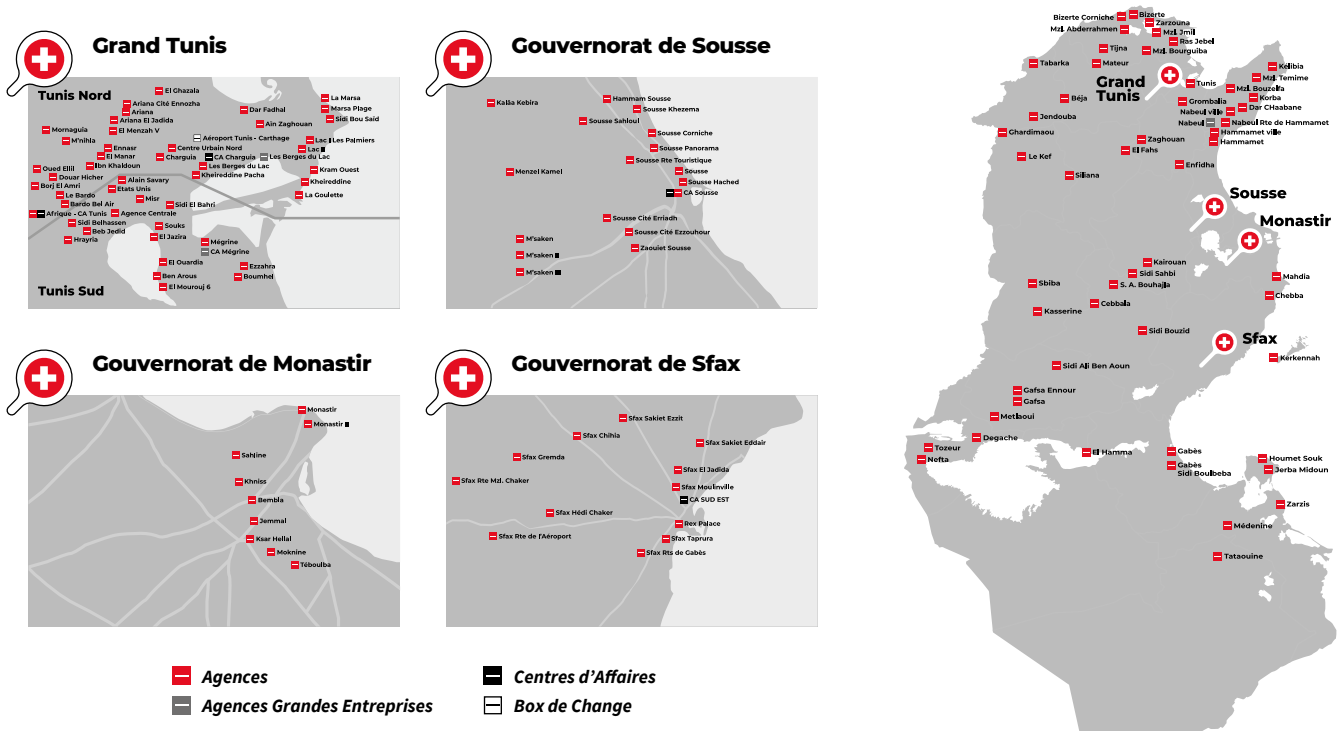 Grand Tunis
Tunis Nord
El Ghazala
La Marsa
Ariana Cité Ennozha
Marsa Plage
Ariana
Dar Fadhal
Sidi Bou Said
Ariana El Jadida
Ain Zaghouan
Mornaguia
El Menzah V
M'nihla
Aéroport Tunis - Carthage
Lac I Les Palmiers
Ennasr
Centre Urbain Nord
Lac II
El Manar
Charguia
CA Charguia
Les Berges du Lac
Oued Ellil
Ibn Khaldoun
Les Berges du Lac
Kram Ouest
Douar Hicher
Alain Savary
Kheireddine Pacha
Kheireddine
Borj El Amri
Etats Unis
Le Bardo
Misr
La Goulette
Bardo Bel Air
Sidi El Bahri
Afrique - CA Tunis
Agence Centrale
Sidi Belhassen
Souks
Beb Jedid
El Jazira
Hrayria
Mégrine
CA Mégrine
El Ouardia
Ezzahra
Ben Arous
Boumhel
El Mourouj 6
Tunis Sud
Gouvernorat de Sousse
Kalâa Kebira
Hammam Sousse
Sousse Khezema
Sousse Sahloul
Sousse Corniche
Sousse Panorama
Sousse Rte Touristique
Menzel Kamel
Sousse
Sousse Hached
CA Sousse
Sousse Cité Erriadh
Sousse Cité Ezzouhour
M'saken
Zaouiet Sousse
M'saken II
M'saken III
Gouvernorat de Monastir
Monastir
Monastir II
Sahline
Khniss
Bembla
Jemmal
Ksar Hellal
Moknine
Téboulba
Gouvernorat de Sfax
Sfax Sakiet Ezzit
Sfax Chihia
Sfax Sakiet Eddair
Sfax Gremda
Sfax El Jadida
Sfax Rte Mzl. Chaker
Sfax Moulinville
CA SUD EST
Sfax Hédi Chaker
Rex Palace
Sfax Rte de l'Aéroport
Sfax Taprura
Sfax Rts de Gabès
Bizerte Corniche
Bizerte
Zarzouna
Mzl. Abderrahmen
Mzl. Jmil
Ras Jebel
Tijna
Mzl. Bourguiba
Tabarka
Mateur
Kélibia
Grand
Tunis
Tunis
Mzl. Temime
Mzl. Bouzelfa
Béja
Grombalia
Korba
Nabeul ville
Dar CHaabane
Jendouba
Nabeul
Nabeul Rte de Hammamet
Ghardimaou
Hammamet ville
Zaghouan
Hammamet
El Fahs
Le Kef
Enfidha
Siliana
Sousse
Monastir
Kairouan
Sidi Sahbi
Mahdia
Sbiba
S. A. Bouhajla
Chebba
Cebbala
Kasserine
Sidi Bouzid
Sfax
Kerkennah
Sidi Ali Ben Aoun
Gafsa Ennour
Gafsa
Metlaoui
Degache
Tozeur
El Hamma
Gabès
Nefta
Gabès
Sidi Boulbeba
Houmet Souk
Jerba Midoun
Zarzis
Médenine
Tataouine
Agences
Centres d'Affaires
Agences Grandes Entreprises
Box de Change